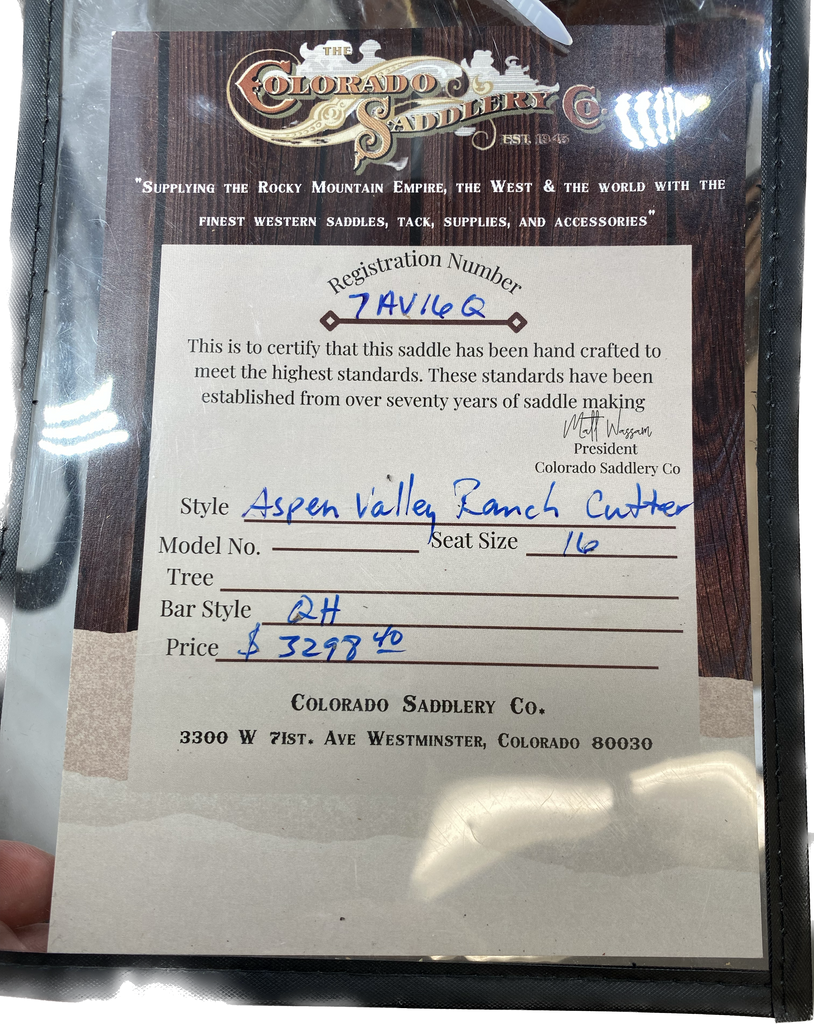 THE
COLORADO
SADDLERY CO.
EST. 1945
"SUPPLYING THE ROCKY MOUNTAIN EMPIRE, THE WEST & THE WORLD WITH THE
FINEST WESTERN SADDLES, TACK, SUPPLIES, AND ACCESSORIES"
Registration Number
7AV16Q
This is to certify that this saddle has been hand crafted to
meet the highest standards. These standards have been
established from over seventy years of saddle making
Matt Wassam
President
Colorado Saddlery Co
Style Aspen Valley Ranch Cutter
Model No. Seat Size 16
Tree
Bar Style QH
Price $ 3298 40
COLORADO SADDLERY CO.
3300 W 71ST. AVE WESTMINSTER, COLORADO 80030